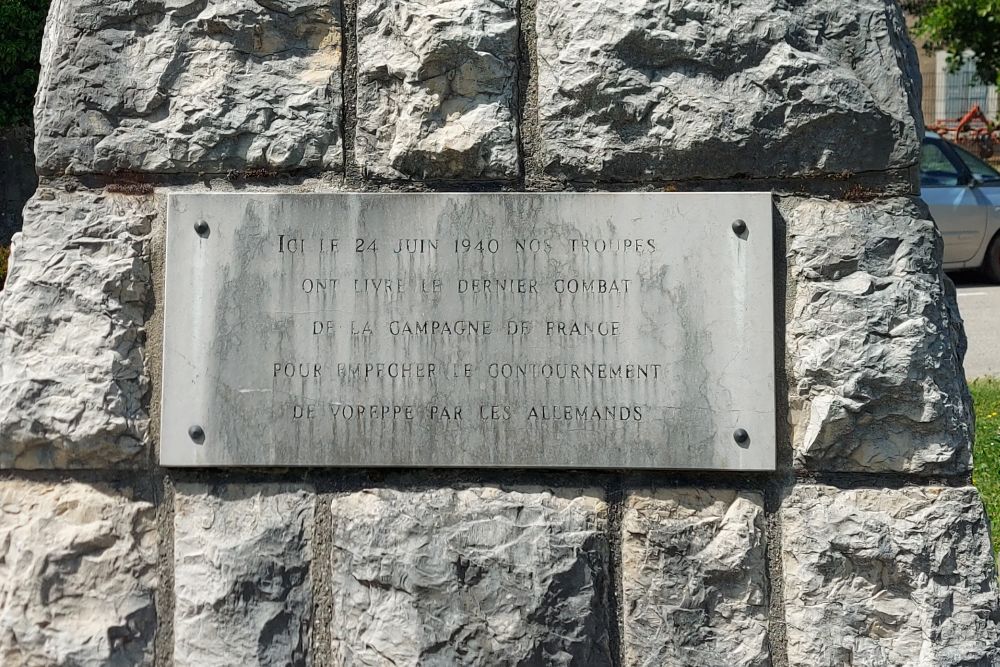 ICI LE 24 JUIN 1940 NOS TROUPES
ONT LIVRE LE DERNIER COMBAT
DE LA CAMPAGNE DE FRANCE
POUR EMPECHER LE CONTOURNEMENT
DE VOREPPE PAR LES ALLEMANDS